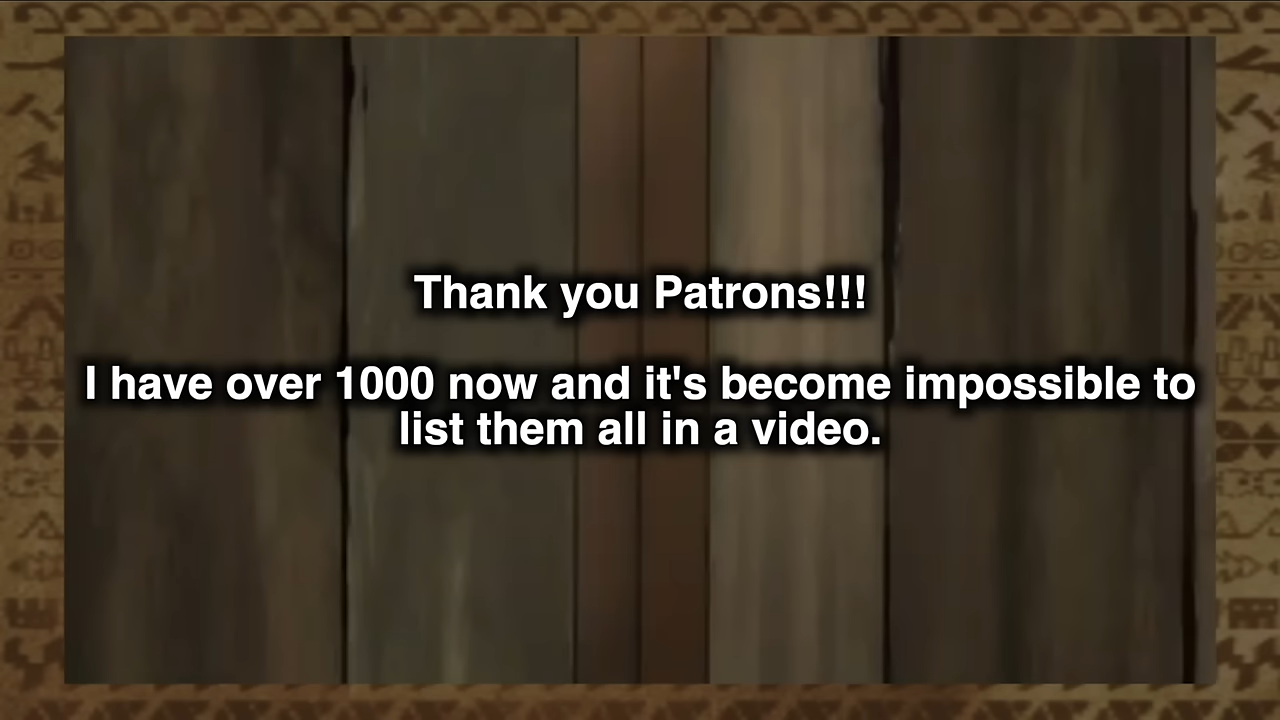 Thank you Patrons!!!
I have over 1000 now and it's become impossible to
list them all in a video.